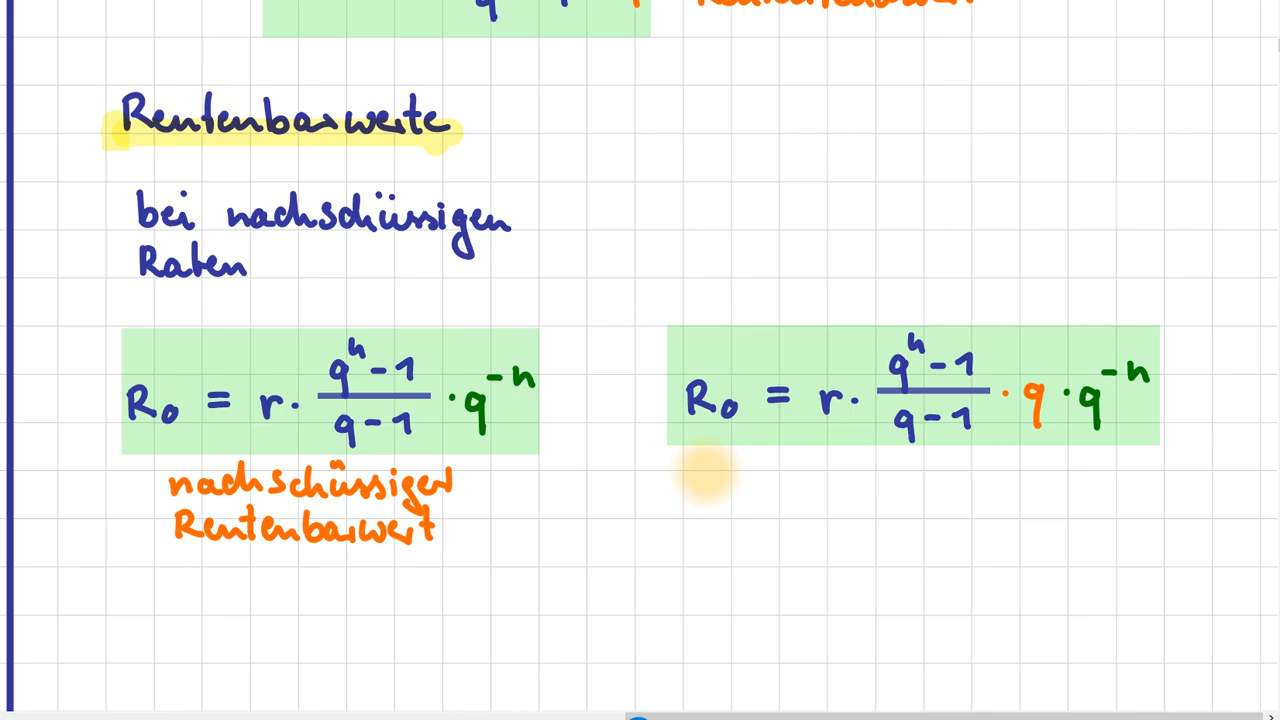 Rentenbarwerte
bei nachschüssigen
Raten
R₀ = r · (qⁿ - 1)/(q - 1) · q⁻ⁿ
nachschüssiger
Rentenbarwert
R₀ = r · (qⁿ - 1)/(q - 1) · q · q⁻ⁿ